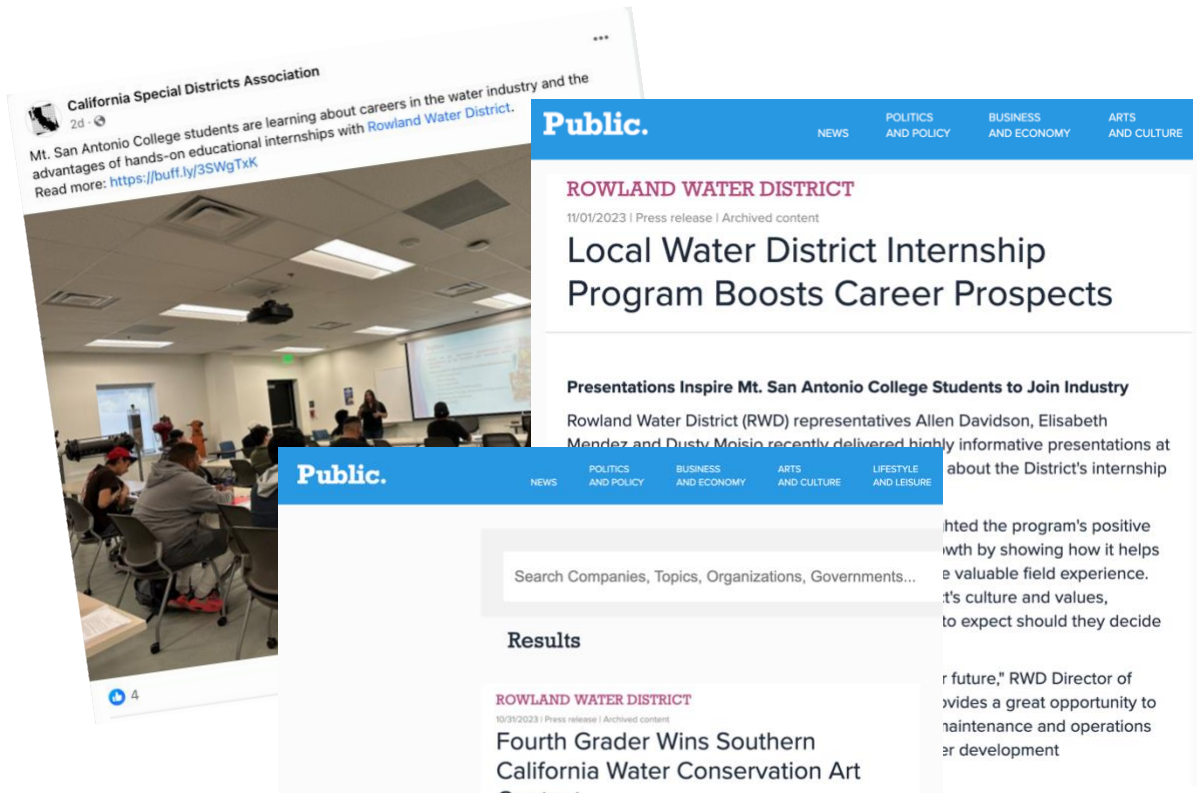 California Special Districts Association
2d
Mt. San Antonio College students are learning about careers in the water industry and the
advantages of hands-on educational internships with Rowland Water District.
Read more: https://buff.ly/3SWgTxK
4
Public.
NEWS
POLITICS
AND POLICY
BUSINESS
AND ECONOMY
ARTS
AND CULTURE
ROWLAND WATER DISTRICT
11/01/2023 | Press release | Archived content
Local Water District Internship
Program Boosts Career Prospects
Presentations Inspire Mt. San Antonio College Students to Join Industry
Rowland Water District (RWD) representatives Allen Davidson, Elisabeth
Mendez and Dusty Moisio recently delivered highly informative presentations at
about the District's internship
the program's positive
by showing how it helps
valuable field experience.
culture and values,
to expect should they decide
future," RWD Director of
a great opportunity to
maintenance and operations
development
Public.
NEWS
POLITICS
AND POLICY
BUSINESS
AND ECONOMY
ARTS
AND CULTURE
LIFESTYLE
AND LEISURE
Search Companies, Topics, Organizations, Governments...
Results
ROWLAND WATER DISTRICT
10/31/2023 | Press release | Archived content
Fourth Grader Wins Southern
California Water Conservation Art